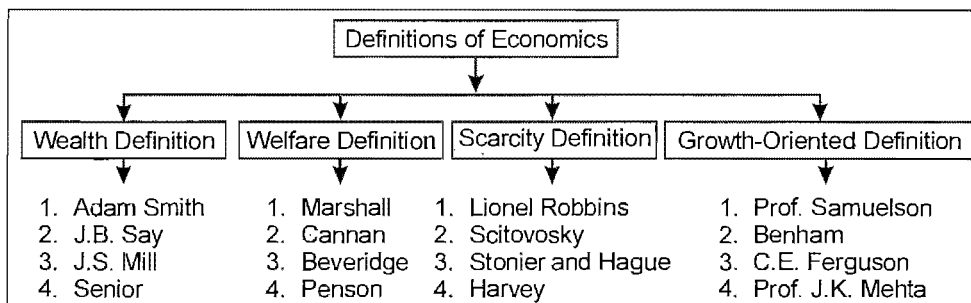 Definitions of Economics
Wealth Definition
Welfare Definition
Scarcity Definition
Growth-Oriented Definition
1. Adam Smith
2. J.B. Say
3. J.S. Mill
4. Senior
1. Marshall
2. Cannan
3. Beveridge
4. Penson
1. Lionel Robbins
2. Scitovosky
3. Stonier and Hague
4. Harvey
1. Prof. Samuelson
2. Benham
3. C.E. Ferguson
4. Prof. J.K. Mehta